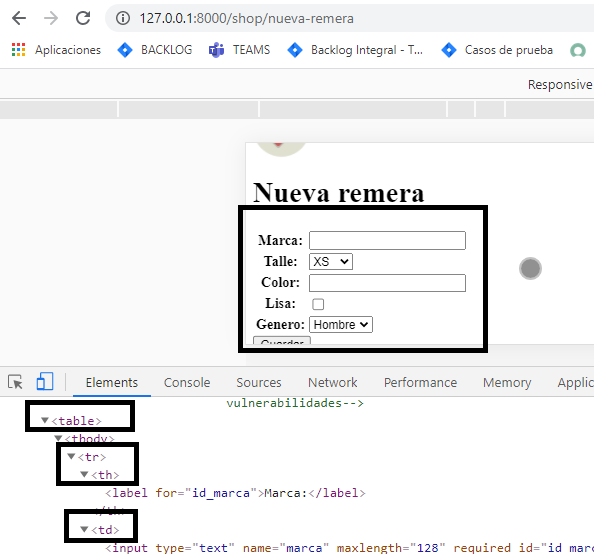 127.0.0.1:8000/shop/nueva-remera
Aplicaciones BACKLOG TEAMS Backlog Integral - T... Casos de prueba
Responsive
Nueva remera
Marca:
Talle: XS
Color:
Lisa:
Genero: Hombre
Guardar
Elements Console Sources Network Performance Memory Applic
vulnerabilidades-->
<table>
<tbody>
<tr>
<th>
<label for="id_marca">Marca:</label>
</th>
<td>
<input type="text" name="marca" maxlength="128" required id="id_marc